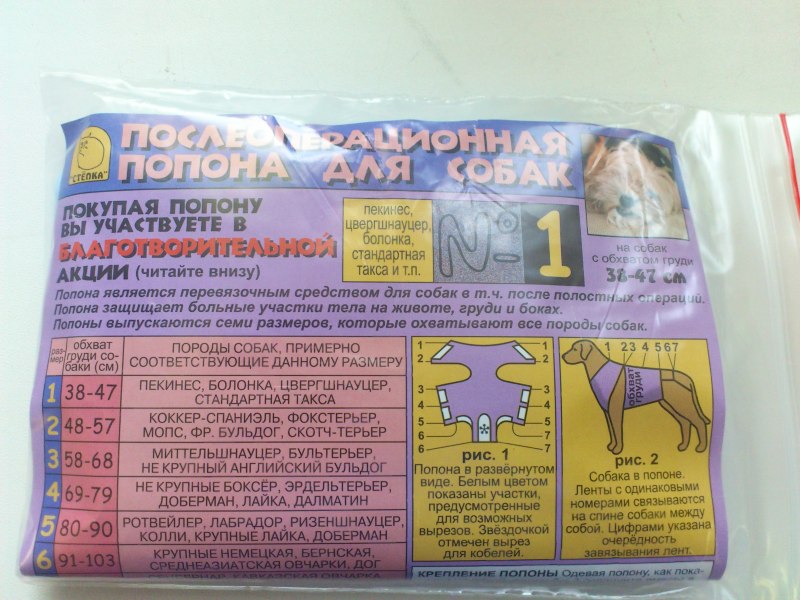 "СТЁПКА"
ПОСЛЕОПЕРАЦИОННАЯ
ПОПОНА ДЛЯ СОБАК
ПОКУПАЯ ПОПОНУ
ВЫ УЧАСТВУЕТЕ В
БЛАГОТВОРИТЕЛЬНОЙ
АКЦИИ (читайте внизу)
пекинес,
цвергшнауцер,
болонка,
стандартная
такса и т.п.
№ 1
на собак
с обхватом груди
38-47 см
Попона является перевязочным средством для собак в т.ч. после полостных операций.
Попона защищает больные участки тела на животе, груди и боках.
Попоны выпускаются семи размеров, которые охватывают все породы собак.
раз-
мер
обхват
груди со-
баки (см)
ПОРОДЫ СОБАК, ПРИМЕРНО
СООТВЕТСТВУЮЩИЕ ДАННОМУ РАЗМЕРУ
1 38-47 ПЕКИНЕС, БОЛОНКА, ЦВЕРГШНАУЦЕР,
СТАНДАРТНАЯ ТАКСА
2 48-57 КОККЕР-СПАНИЭЛЬ, ФОКСТЕРЬЕР,
МОПС, ФР. БУЛЬДОГ, СКОТЧ-ТЕРЬЕР
3 58-68 МИТТЕЛЬШНАУЦЕР, БУЛЬТЕРЬЕР,
НЕ КРУПНЫЙ АНГЛИЙСКИЙ БУЛЬДОГ
4 69-79 НЕ КРУПНЫЕ БОКСЁР, ЭРДЕЛЬТЕРЬЕР,
ДОБЕРМАН, ЛАЙКА, ДАЛМАТИН
5 80-90 РОТВЕЙЛЕР, ЛАБРАДОР, РИЗЕНШНАУЦЕР,
КОЛЛИ, КРУПНЫЕ ЛАЙКА, ДОБЕРМАН
6 91-103 КРУПНЫЕ НЕМЕЦКАЯ, БЕРНСКАЯ,
СРЕДНЕАЗИАТСКАЯ ОВЧАРКИ, ДОГ
КАВКАЗСКАЯ ОВЧАРКА
1 1
2 2
3 3
4 4
5 5
6 * 6
7 7
рис. 1
Попона в развёрнутом
виде. Белым цветом
показаны участки,
предусмотренные
для возможных
вырезов. Звёздочкой
отмечен вырез
для кобелей.
1 23 4 567
обхват
груди
рис. 2
Собака в попоне.
Ленты с одинаковыми
номерами связываются
на спине собаки между
собой. Цифрами указана
очерёдность
завязывания лент.
КРЕПЛЕНИЕ ПОПОНЫ Одевая попону, как пока-